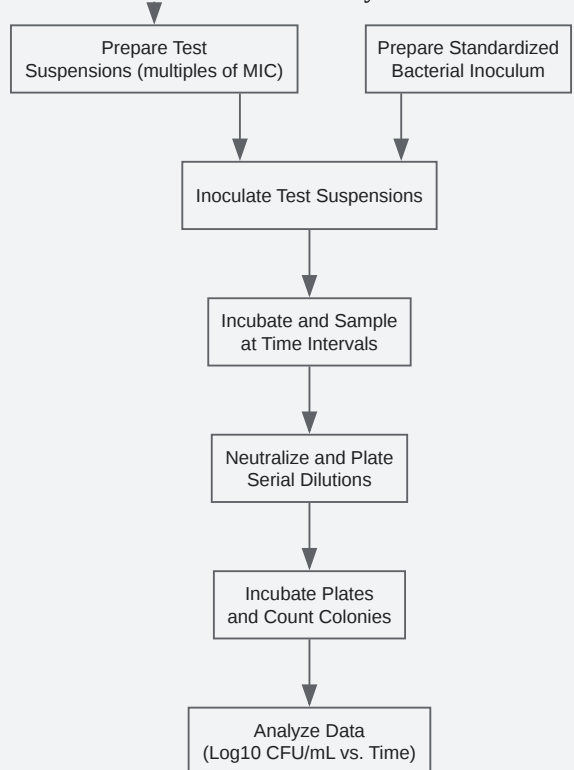 Prepare Test
Suspensions (multiples of MIC)
Prepare Standardized
Bacterial Inoculum
Inoculate Test Suspensions
Incubate and Sample
at Time Intervals
Neutralize and Plate
Serial Dilutions
Incubate Plates
and Count Colonies
Analyze Data
(Log10 CFU/mL vs. Time)